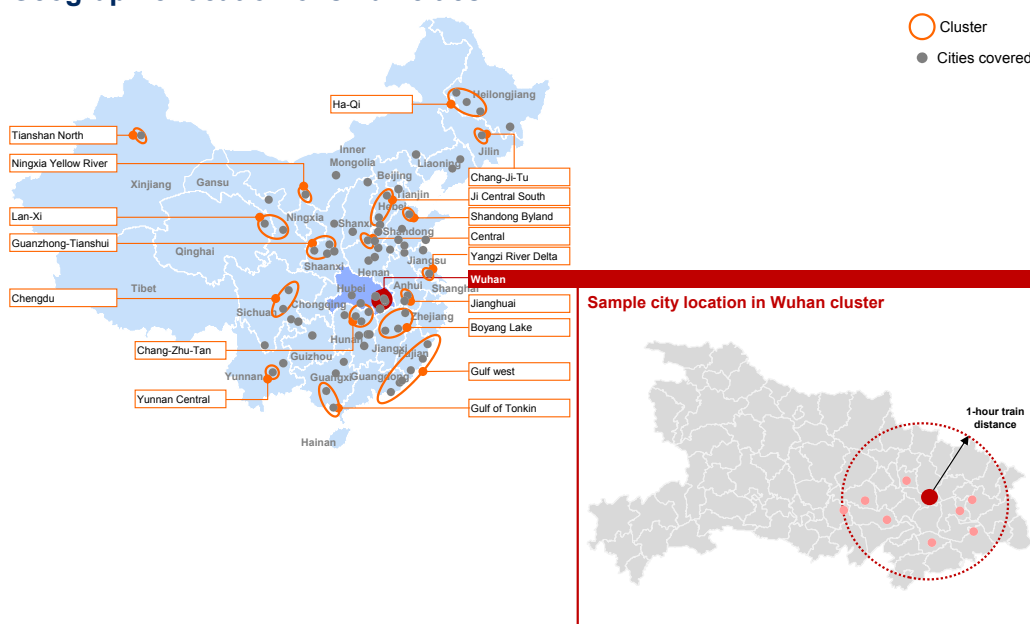 Cluster
Cities covered
Ha-Qi
Heilongjiang
Tianshan North
Jilin
Inner
Mongolia
Liaoning
Ningxia Yellow River
Beijing
Chang-Ji-Tu
Xinjiang
Gansu
Tianjin
Ji Central South
Hebei
Lan-Xi
Ningxia
Shanxi
Shandong
Shandong Byland
Guanzhong-Tianshui
Central
Qinghai
Shaanxi
Henan
Jiangsu
Yangzi River Delta
Wuhan
Tibet
Hubei
Anhui
Shanghai
Chengdu
Chongqing
Jianghuai
Sichuan
Zhejiang
Boyang Lake
Chang-Zhu-Tan
Hunan
Jiangxi
Fujian
Guizhou
Yunnan
Guangxi
Guangdong
Gulf west
Yunnan Central
Gulf of Tonkin
Hainan
Sample city location in Wuhan cluster
1-hour train
distance